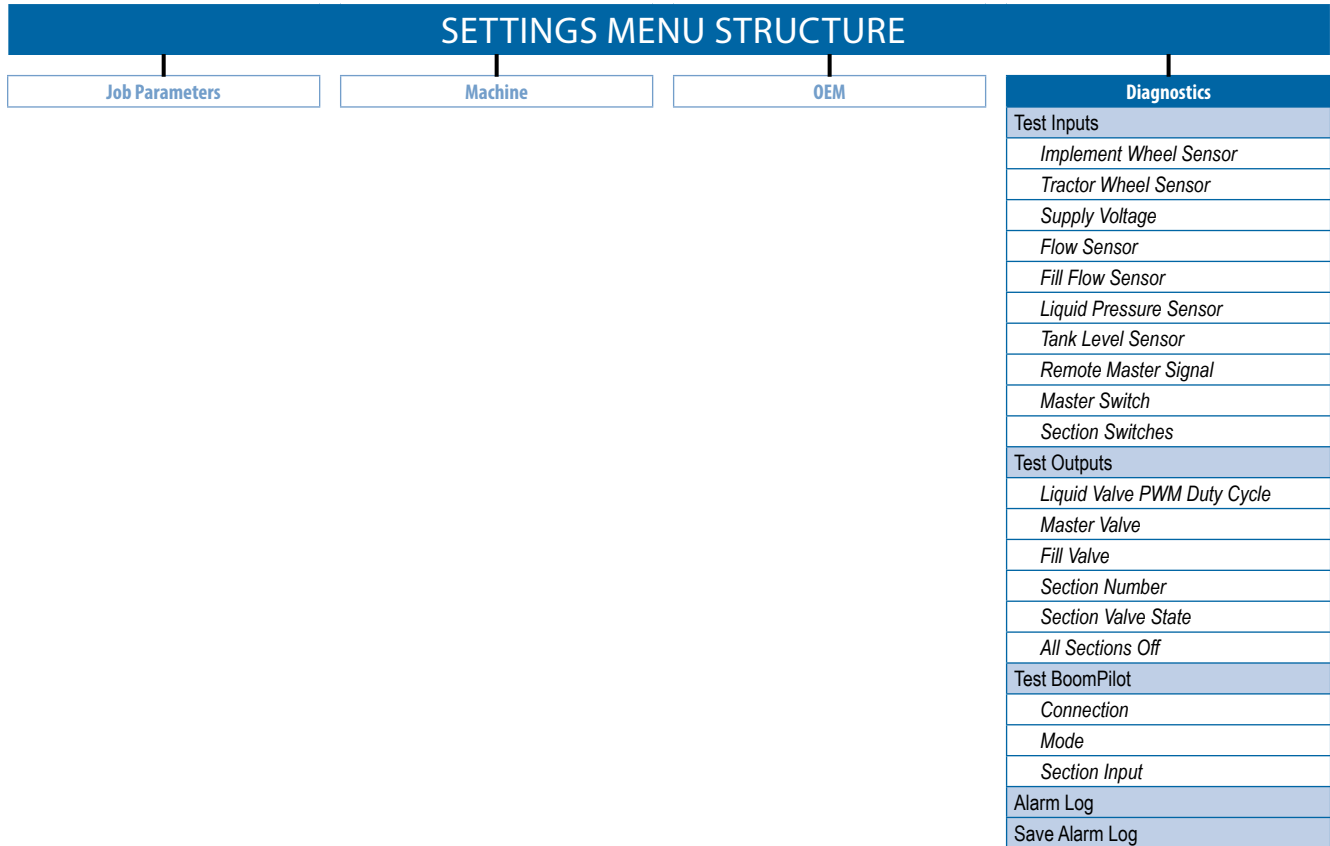 SETTINGS MENU STRUCTURE
Job Parameters
Machine
OEM
Diagnostics
Test Inputs
Implement Wheel Sensor
Tractor Wheel Sensor
Supply Voltage
Flow Sensor
Fill Flow Sensor
Liquid Pressure Sensor
Tank Level Sensor
Remote Master Signal
Master Switch
Section Switches
Test Outputs
Liquid Valve PWM Duty Cycle
Master Valve
Fill Valve
Section Number
Section Valve State
All Sections Off
Test BoomPilot
Connection
Mode
Section Input
Alarm Log
Save Alarm Log